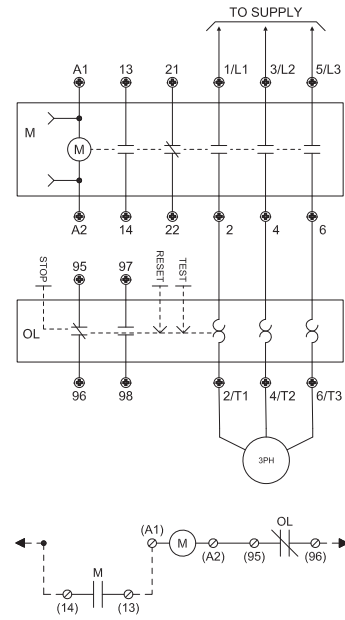 TO SUPPLY
A1 13 21 1/L1 3/L2 5/L3
M
M
A2 14 22 2 4 6
STOP 95 97 RESET TEST
OL
96 98 2/T1 4/T2 6/T3
3PH
OL
(A1) M (A2) (95) (96)
M
(14) (13)